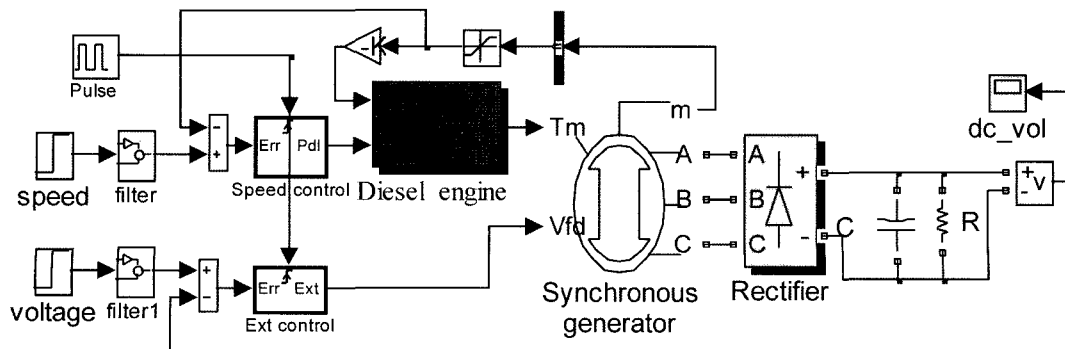 Pulse
-K
m
dc_vol
speed
filter
-
+
Err Pdl
Speed control
Diesel engine
Tm
A
B
C
A
B
C
+
-
C
R
+
-
v
Vfd
voltage
filter1
+
-
Err Ext
Ext control
Synchronous
generator
Rectifier